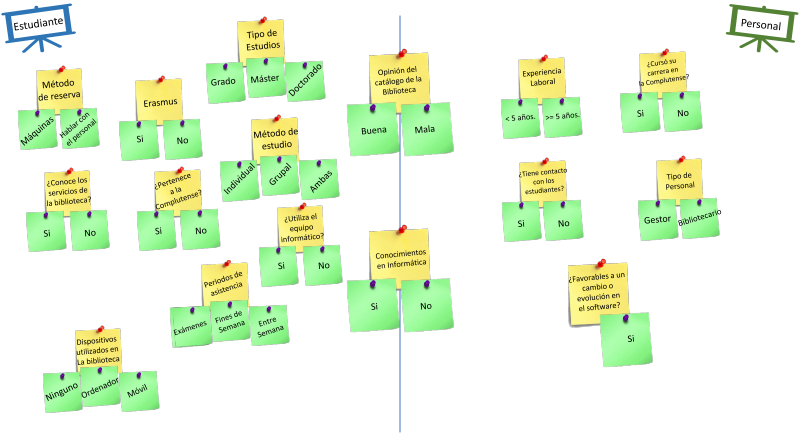 Estudiante
Personal
Tipo de
Estudios
Grado
Máster
Doctorado
Método
de reserva
Máquinas
Hablar con
el personal
Erasmus
Si
No
Método de
estudio
Individual
Grupal
Ambas
¿Conoce los
servicios de
la biblioteca?
Si
No
¿Pertenece
a la
Complutense?
Si
No
¿Utiliza el
equipo
informático?
Si
No
Periodos de
asistencia
Exámenes
Fines de
Semana
Entre
Semana
Dispositivos
utilizados en
La biblioteca
Ninguno
Ordenador
Móvil
Opinión del
catálogo de la
Biblioteca
Buena
Mala
Conocimientos
en Informática
Si
No
Experiencia
Laboral
< 5 años.
>= 5 años.
¿Cursó su
carrera en
la Complutense?
Si
No
¿Tiene contacto
con los
estudiantes?
Si
No
Tipo de
Personal
Gestor
Bibliotecario
¿Favorables a un
cambio o
evolución en
el software?
Si